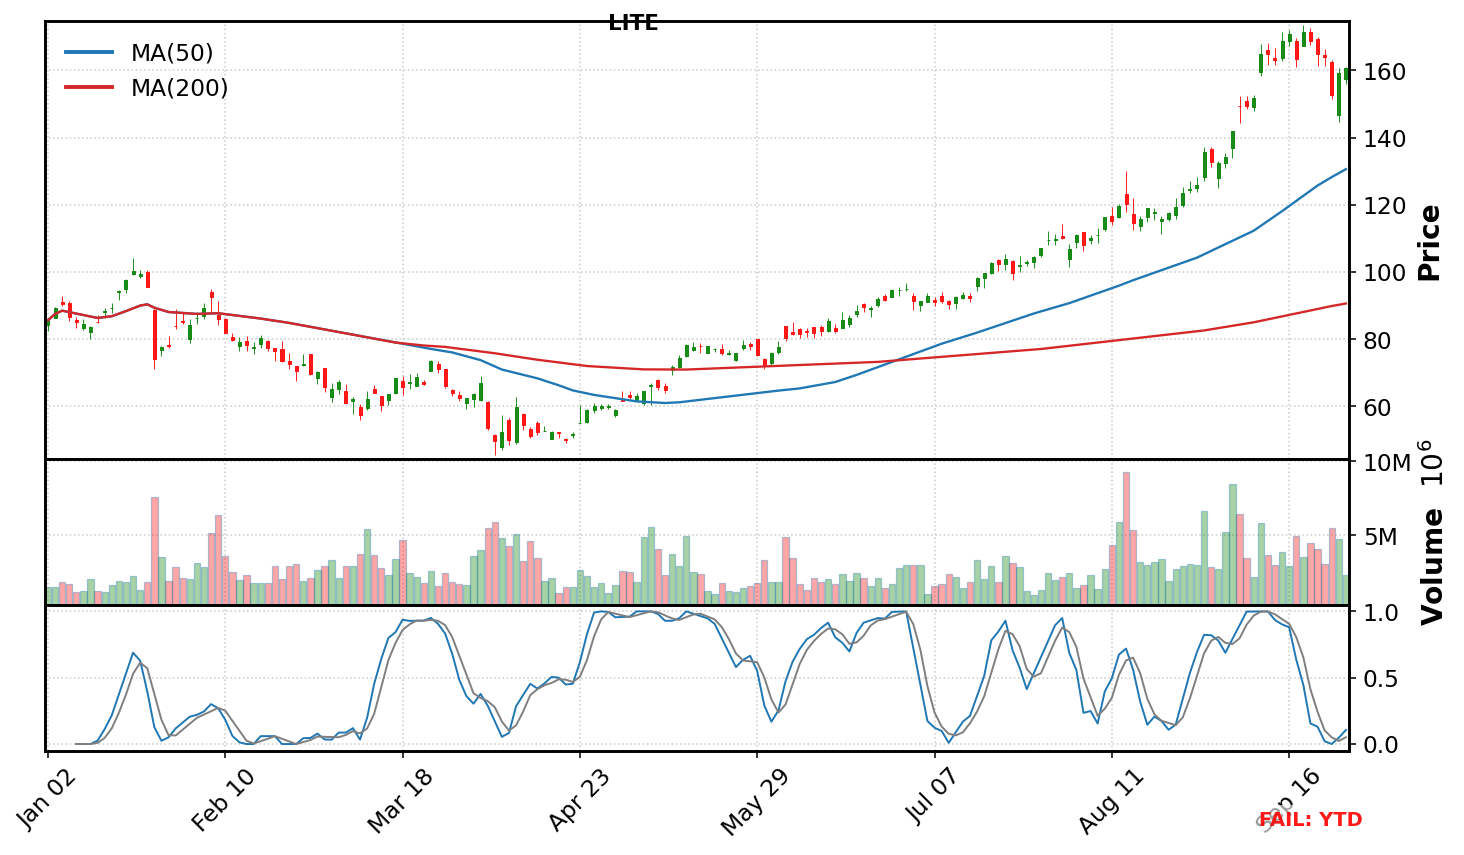 LITE
MA(50)
MA(200)
160
140
120
100
80
60
Price
10M
5M
Volume 10^6
1.0
0.5
0.0
Jan 02
Feb 10
Mar 18
Apr 23
May 29
Jul 07
Aug 11
Sep 16
FAIL: YTD